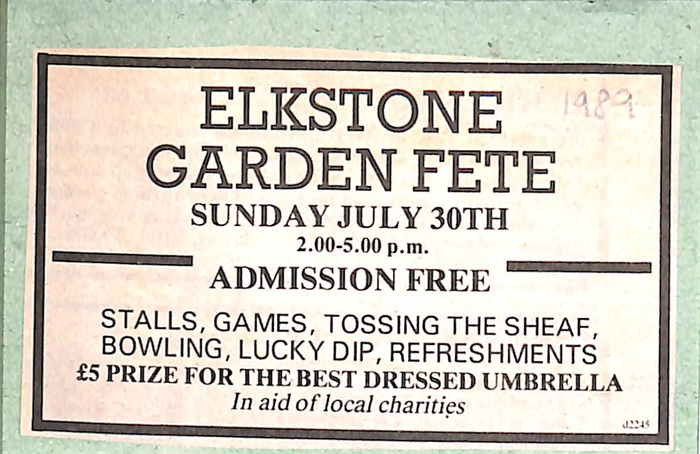 1989
ELKSTONE
GARDEN FETE
SUNDAY JULY 30TH
2.00-5.00 p.m.
ADMISSION FREE
STALLS, GAMES, TOSSING THE SHEAF,
BOWLING, LUCKY DIP, REFRESHMENTS
£5 PRIZE FOR THE BEST DRESSED UMBRELLA
In aid of local charities
d2245